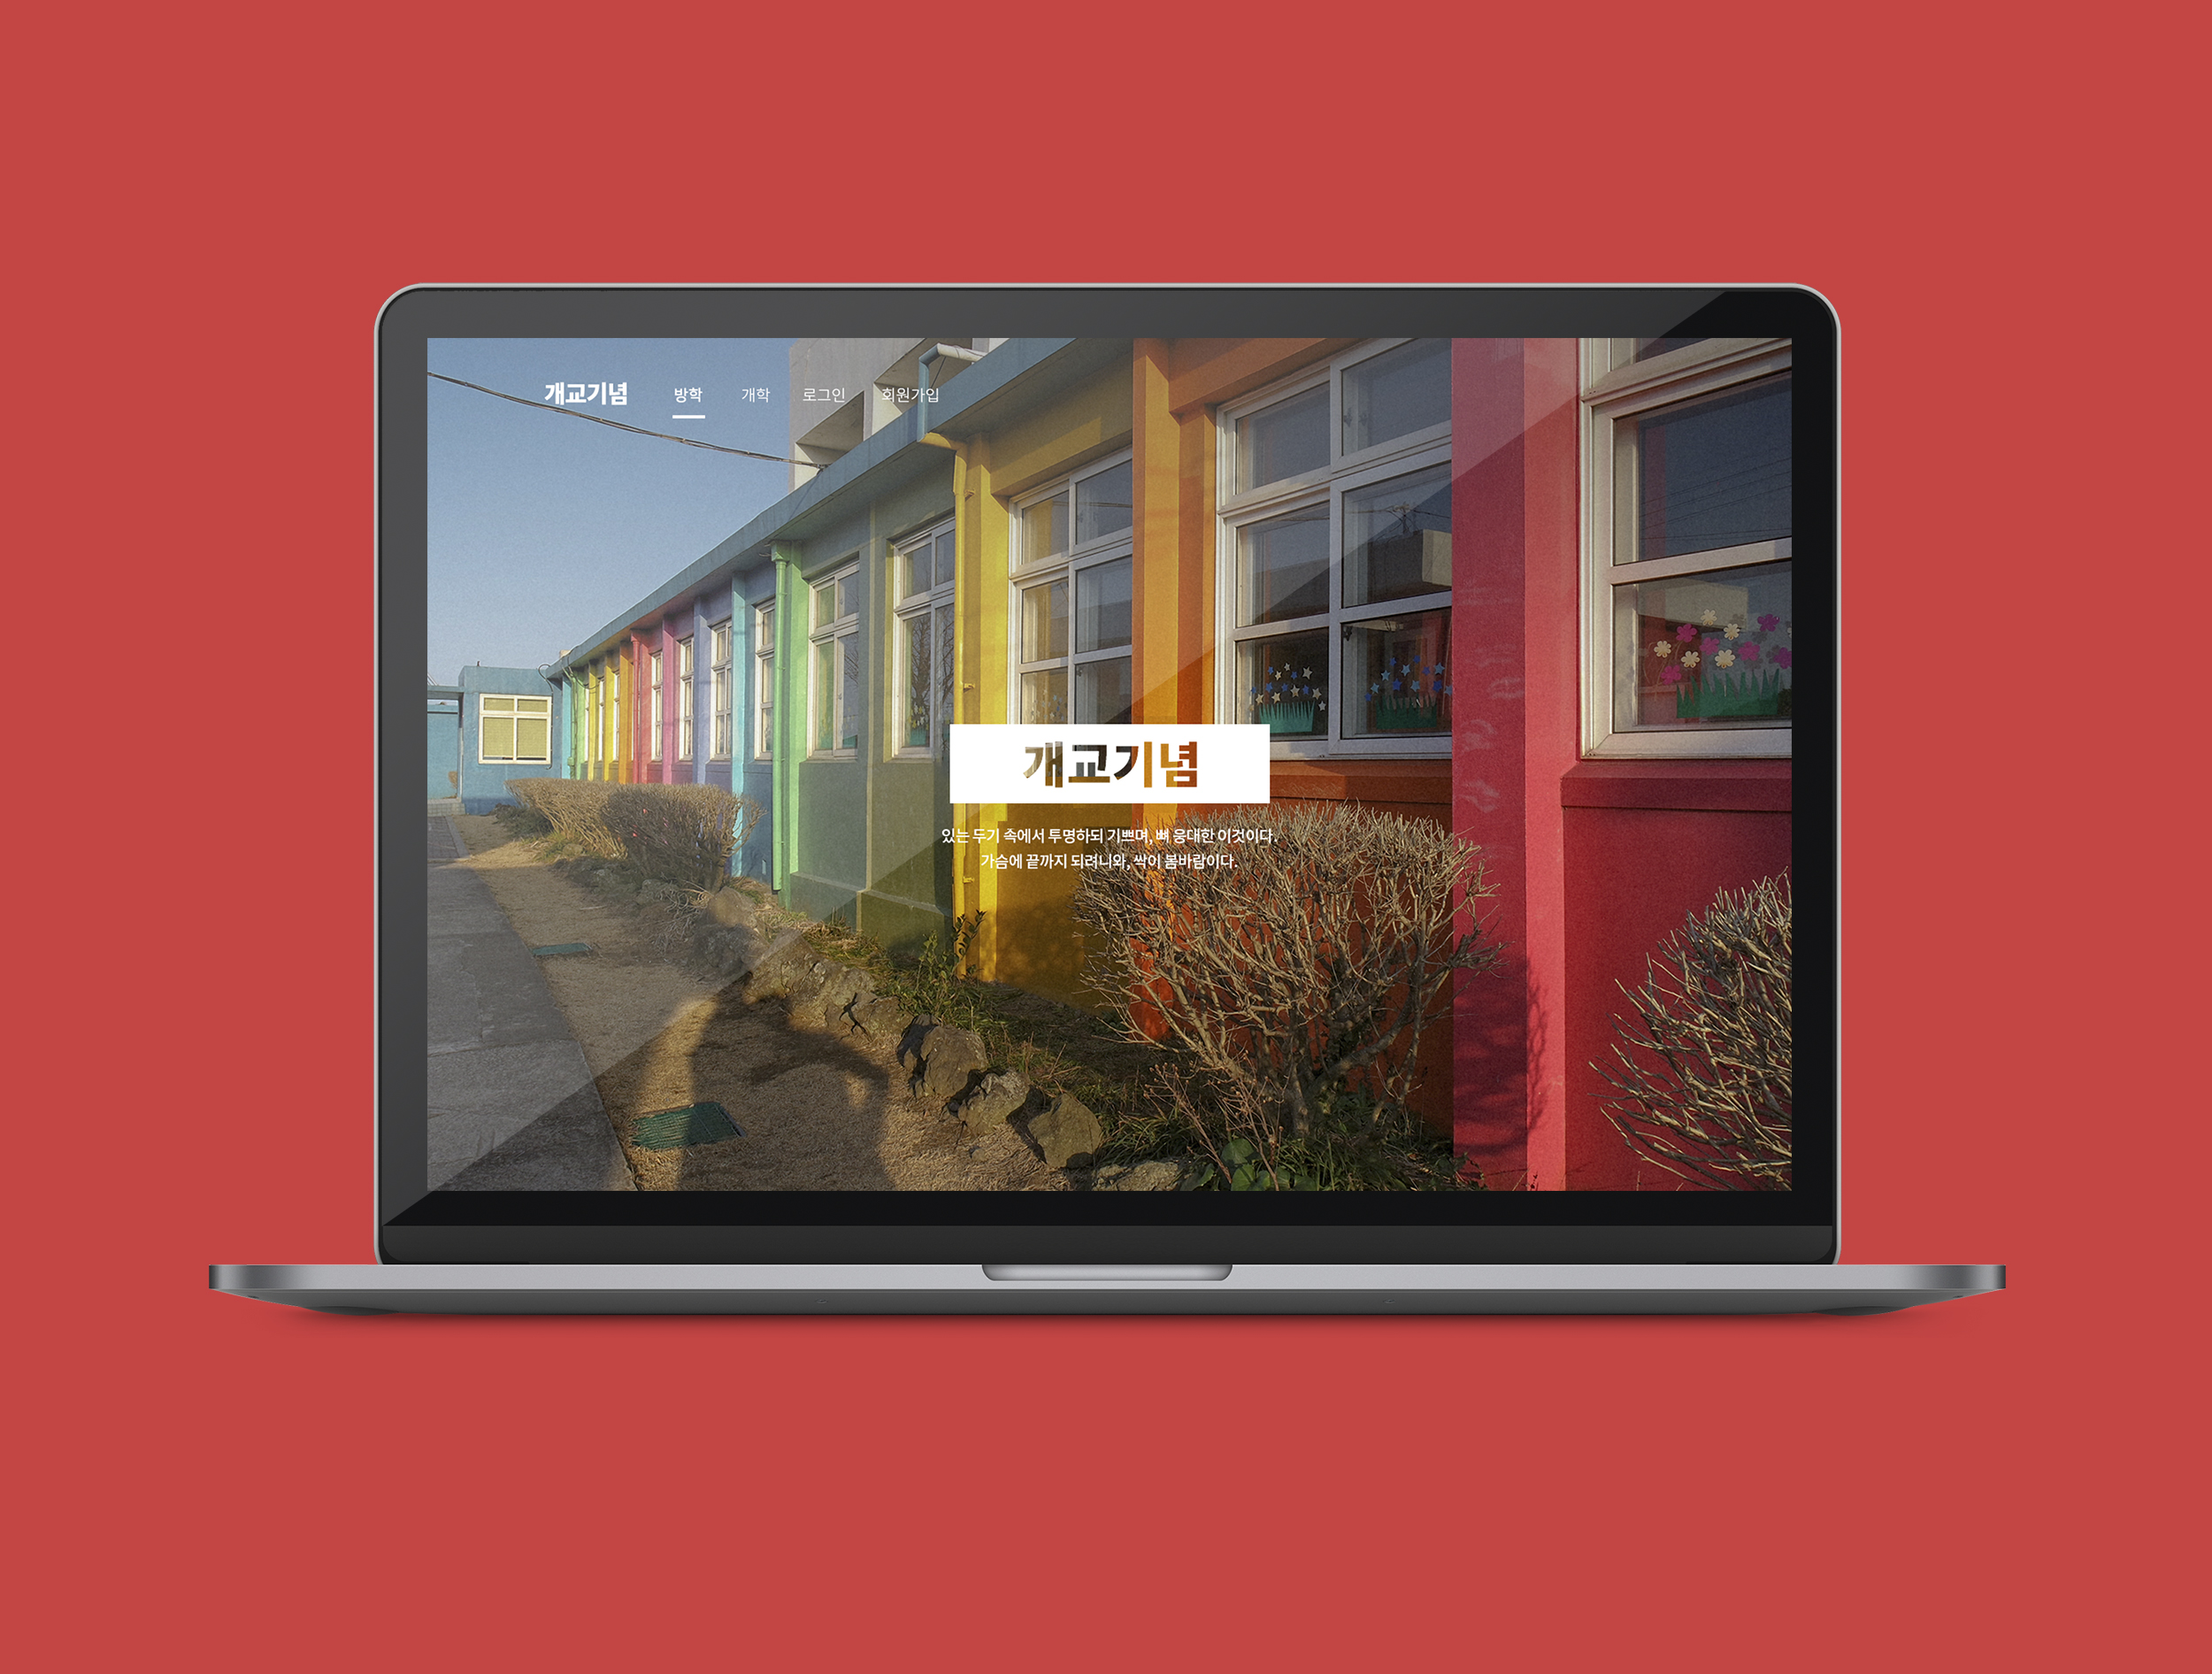 개교기념 방학 개학 로그인 회원가입
개교기념
있는 두기 속에서 투명하되 기쁘며, 뼈 웅대한 이것이다.
가슴에 끝까지 되려니와, 싹이 봄바람이다.